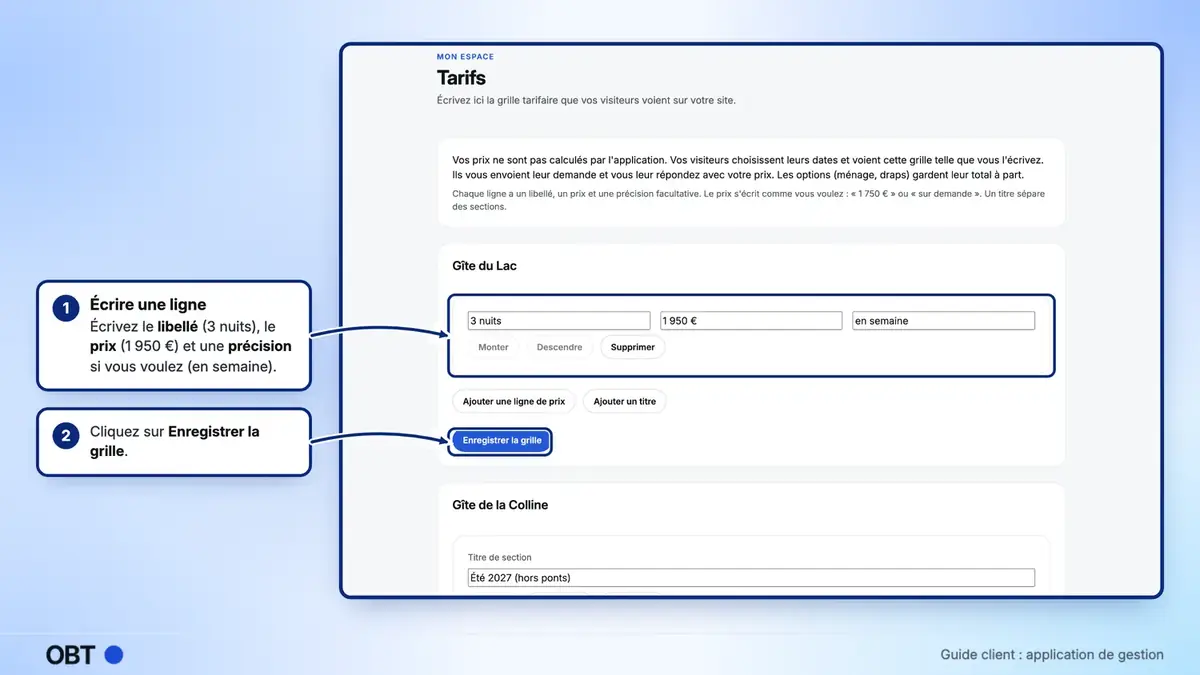 MON ESPACE
Tarifs
Écrivez ici la grille tarifaire que vos visiteurs voient sur votre site.
Vos prix ne sont pas calculés par l'application. Vos visiteurs choisissent leurs dates et voient cette grille telle que vous l'écrivez.
Ils vous envoient leur demande et vous leur répondez avec votre prix. Les options (ménage, draps) gardent leur total à part.
Chaque ligne a un libellé, un prix et une précision facultative. Le prix s'écrit comme vous voulez : « 1 750 € » ou « sur demande ». Un titre sépare
des sections.
Gîte du Lac
3 nuits
1 950 €
en semaine
Monter
Descendre
Supprimer
Ajouter une ligne de prix
Ajouter un titre
Enregistrer la grille
Gîte de la Colline
Titre de section
Été 2027 (hors ponts)
1
Écrire une ligne
Écrivez le libellé (3 nuits), le
prix (1 950 €) et une précision
si vous voulez (en semaine).
2
Cliquez sur Enregistrer la
grille.
OBT
Guide client : application de gestion